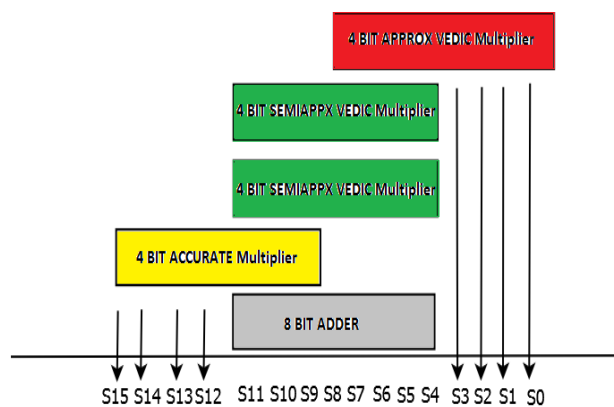 4 BIT APPROX VEDIC Multiplier
4 BIT SEMIAPPX VEDIC Multiplier
4 BIT SEMIAPPX VEDIC Multiplier
4 BIT ACCURATE Multiplier
8 BIT ADDER
S15 S14 S13 S12 S11 S10 S9 S8 S7 S6 S5 S4 S3 S2 S1 S0